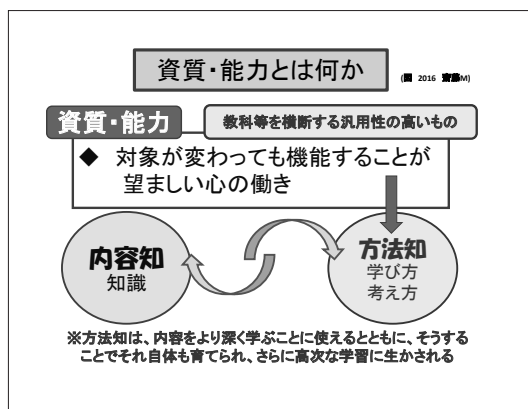 資質・能力とは何か
(図 2016 齋藤M)
資質・能力
教科等を横断する汎用性の高いもの
◆ 対象が変わっても機能することが
望ましい心の働き
内容知
知識
方法知
学び方
考え方
※方法知は、内容をより深く学ぶことに使えるとともに、そうする
ことでそれ自体も育てられ、さらに高次な学習に生かされる